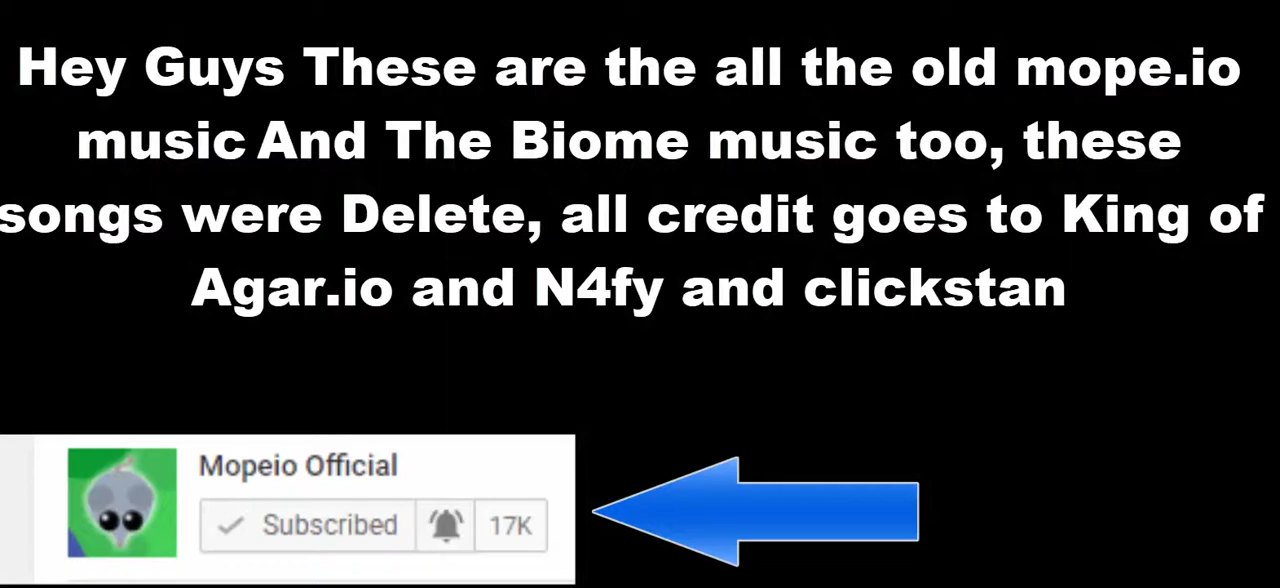 Hey Guys These are the all the old mope.io
music And The Biome music too, these
songs were Delete, all credit goes to King of
Agar.io and N4fy and clickstan
Mopeio Official
Subscribed 17K